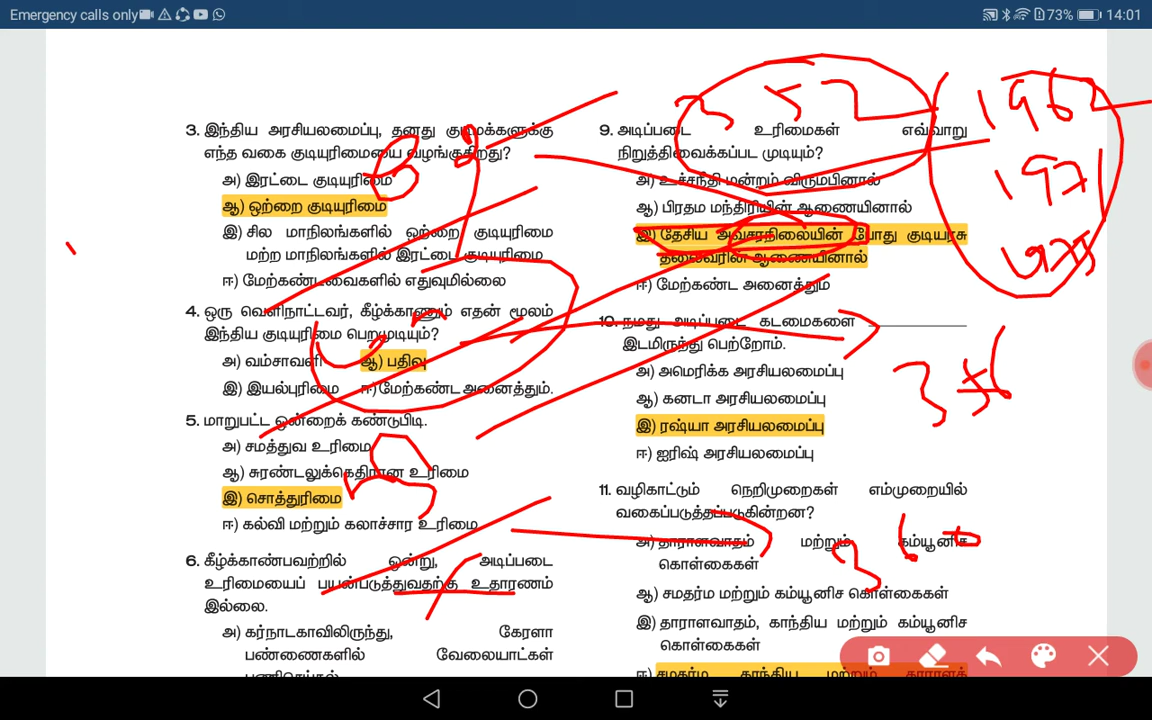 Emergency calls only
73% 14:01
3. இந்திய அரசியலமைப்பு, தனது குடிமக்களுக்கு
எந்த வகை குடியுரிமையை வழங்குகிறது?
அ) இரட்டை குடியுரிமை
ஆ) ஒற்றை குடியுரிமை
இ) சில மாநிலங்களில் ஒற்றை குடியுரிமை
மற்ற மாநிலங்களில் இரட்டை குடியுரிமை
ஈ) மேற்கண்டவைகளில் எதுவுமில்லை
4. ஒரு வெளிநாட்டவர், கீழ்க்காணும் எதன் மூலம்
இந்திய குடியுரிமை பெறமுடியும்?
அ) வம்சாவளி ஆ) பதிவு
இ) இயல்புரிமை ஈ) மேற்கண்ட அனைத்தும்.
5. மாறுபட்ட ஒன்றைக் கண்டுபிடி.
அ) சமத்துவ உரிமை
ஆ) சுரண்டலுக்கெதிரான உரிமை
இ) சொத்துரிமை
ஈ) கல்வி மற்றும் கலாச்சார உரிமை
6. கீழ்க்காண்பவற்றில் ஒன்று, அடிப்படை
உரிமையைப் பயன்படுத்துவதற்கு உதாரணம்
இல்லை.
அ) கர்நாடகாவிலிருந்து, கேரளா
பண்ணைகளில் வேலையாட்கள்
பணிசெய்தல்
9. அடிப்படை உரிமைகள் எவ்வாறு
நிறுத்திவைக்கப்பட முடியும்?
அ) உச்சநீதி மன்றம் விரும்பினால்
ஆ) பிரதம மந்திரியின் ஆணையினால்
இ) தேசிய அவசரநிலையின் போது குடியரசு
தலைவரின் ஆணையினால்
ஈ) மேற்கண்ட அனைத்தும்
10. நமது அடிப்படை கடமைகளை ____________
இடமிருந்து பெற்றோம்.
அ) அமெரிக்க அரசியலமைப்பு
ஆ) கனடா அரசியலமைப்பு
இ) ரஷ்யா அரசியலமைப்பு
ஈ) ஐரிஷ் அரசியலமைப்பு
11. வழிகாட்டும் நெறிமுறைகள் எம்முறையில்
வகைப்படுத்தப்படுகின்றன?
அ) தாராளவாதம் மற்றும் கம்யூனிச
கொள்கைகள்
ஆ) சமதர்ம மற்றும் கம்யூனிச கொள்கைகள்
இ) தாராளவாதம், காந்திய மற்றும் கம்யூனிச
கொள்கைகள்
ஈ) சமதர்ம, காந்திய மற்றும் தாராளக்
352
1962
1971
360